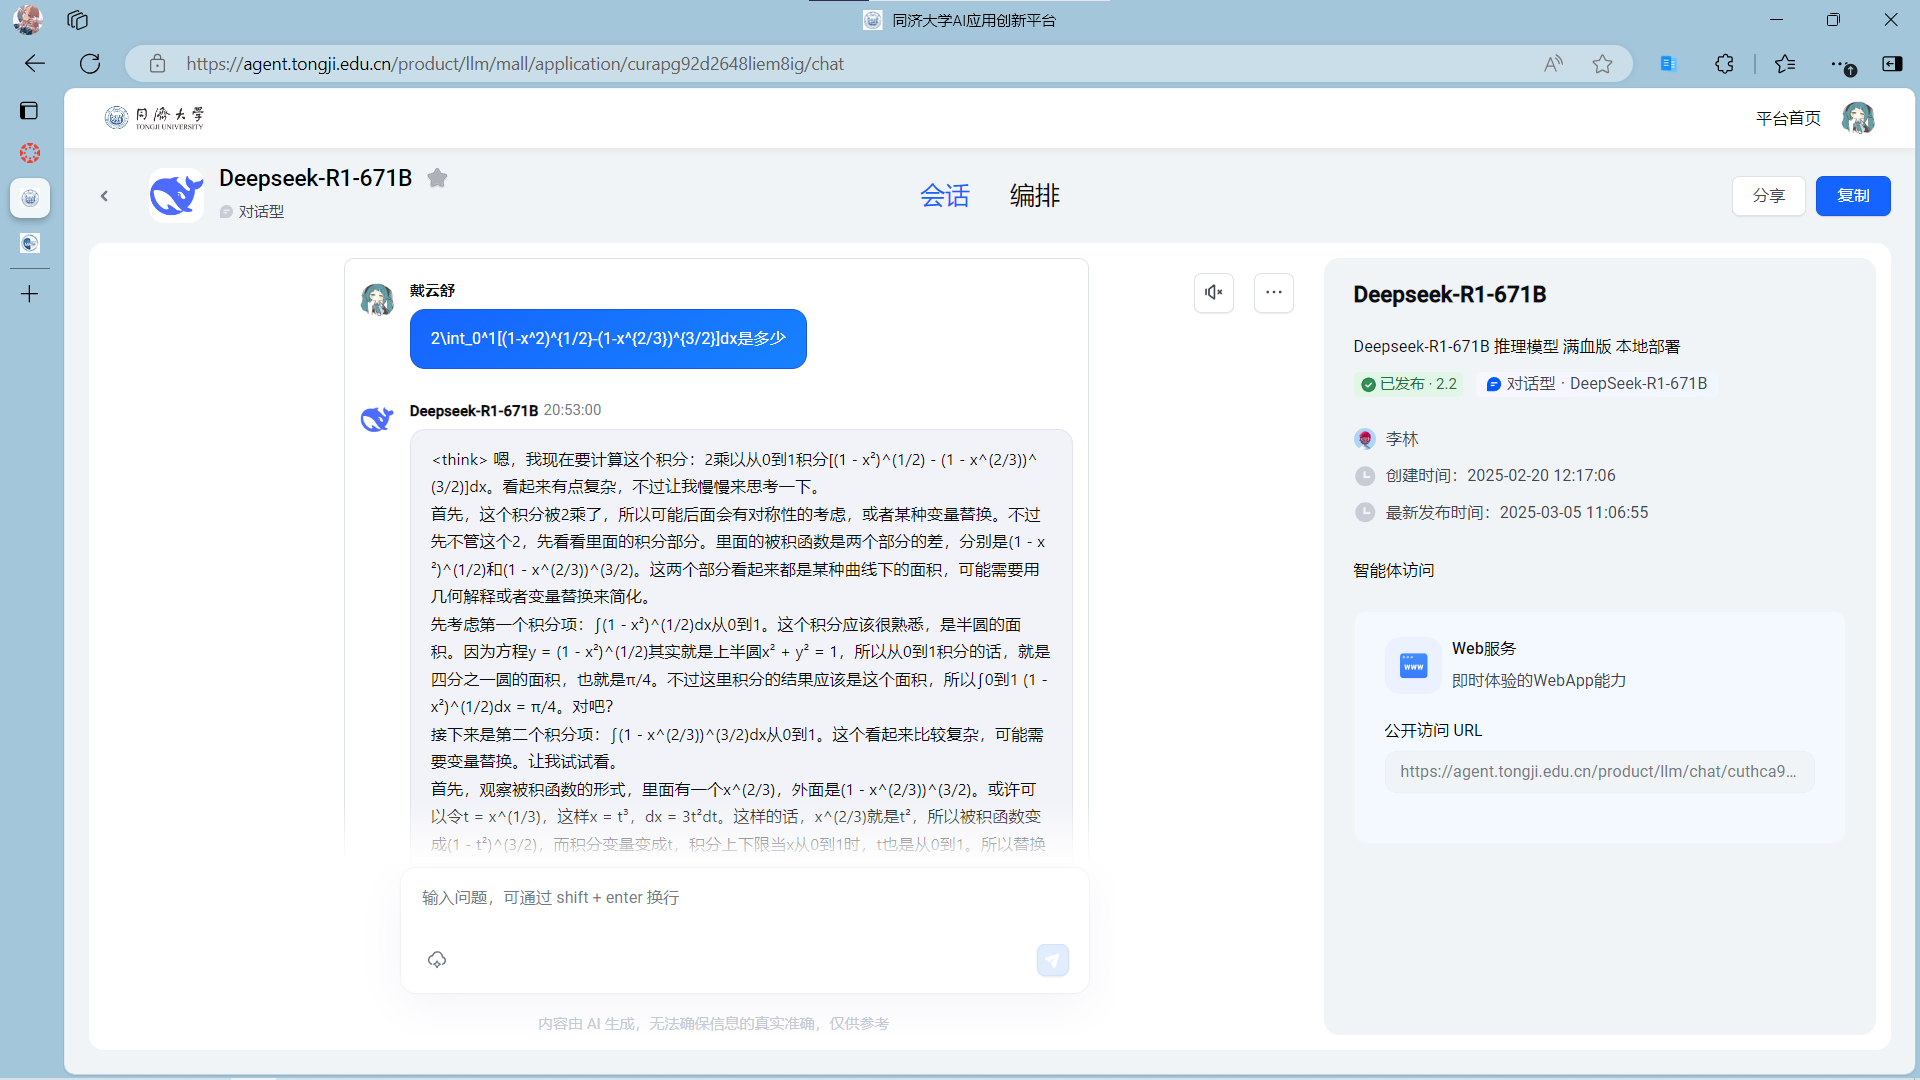 同济大学AI应用创新平台
https://agent.tongji.edu.cn/product/llm/mall/application/curapg92d2648liem8ig/chat
同濟大学
TONGJI UNIVERSITY
平台首页
Deepseek-R1-671B
对话型
会话
编排
分享
复制
戴云舒
2\int_0^1[(1-x^2)^{1/2}-(1-x^{2/3})^{3/2}]dx是多少
Deepseek-R1-671B 20:53:00
<think> 嗯，我现在要计算这个积分：2乘以从0到1积分[(1 - x²)^(1/2) - (1 - x^(2/3))^
(3/2)]dx。看起来有点复杂，不过让我慢慢来思考一下。
首先，这个积分被2乘了，所以可能后面会有对称性的考虑，或者某种变量替换。不过
先不管这个2，先看看里面的积分部分。里面的被积函数是两个部分的差，分别是(1 - x
²)^(1/2)和(1 - x^(2/3))^(3/2)。这两个部分看起来都是某种曲线下的面积，可能需要用
几何解释或者变量替换来简化。
先考虑第一个积分项：∫(1 - x²)^(1/2)dx从0到1。这个积分应该很熟悉，是半圆的面
积。因为方程y = (1 - x²)^(1/2)其实就是上半圆x² + y² = 1，所以从0到1积分的话，就是
四分之一圆的面积，也就是π/4。不过这里积分的结果应该是这个面积，所以∫0到1 (1 -
x²)^(1/2)dx = π/4。对吧？
接下来是第二个积分项：∫(1 - x^(2/3))^(3/2)dx从0到1。这个看起来比较复杂，可能需
要变量替换。让我试试看。
首先，观察被积函数的形式，里面有一个x^(2/3)，外面是(1 - x^(2/3))^(3/2)。或许可
以令t = x^(1/3)，这样x = t³，dx = 3t²dt。这样的话，x^(2/3)就是t²，所以被积函数变
成(1 - t²)^(3/2)，而积分变量变成t，积分上下限当x从0到1时，t也是从0到1。所以替换
输入问题，可通过 shift + enter 换行
内容由 AI 生成，无法确保信息的真实准确，仅供参考
Deepseek-R1-671B
Deepseek-R1-671B 推理模型 满血版 本地部署
已发布 · 2.2
对话型 · DeepSeek-R1-671B
李林
创建时间：2025-02-20 12:17:06
最新发布时间：2025-03-05 11:06:55
智能体访问
www
Web服务
即时体验的WebApp能力
公开访问 URL
https://agent.tongji.edu.cn/product/llm/chat/cuthca9...